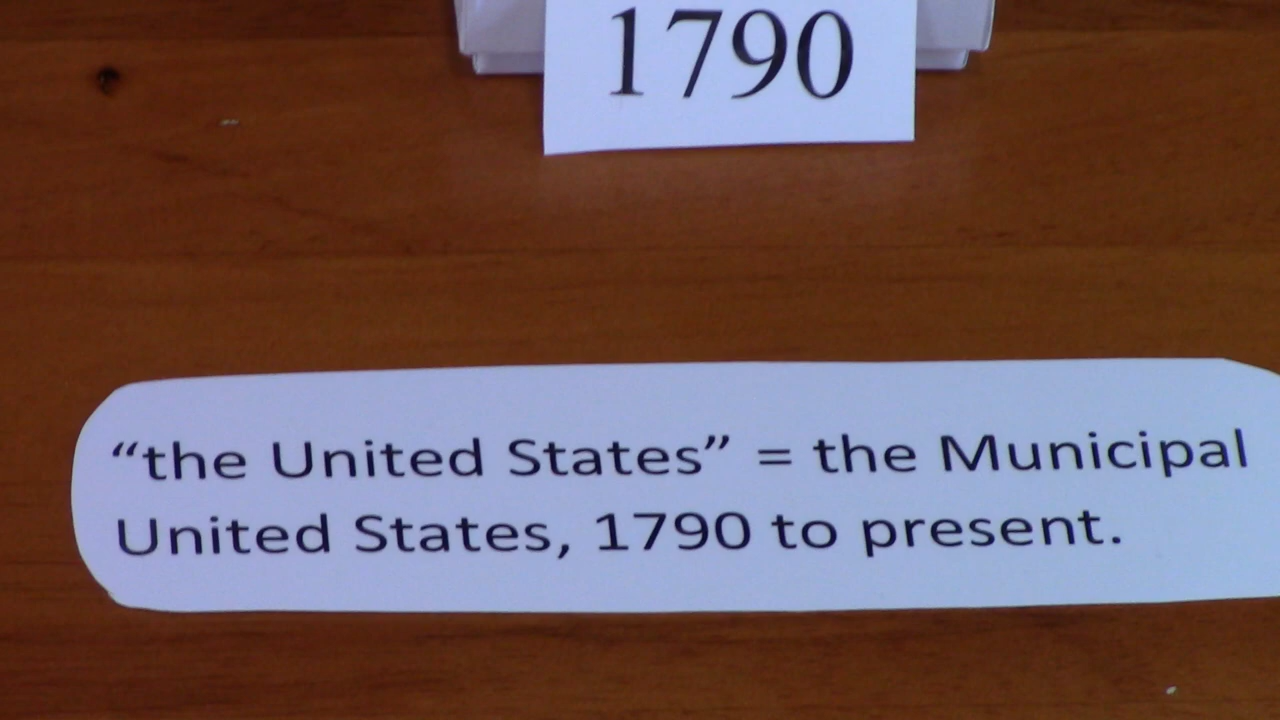 1790
“the United States” = the Municipal
United States, 1790 to present.